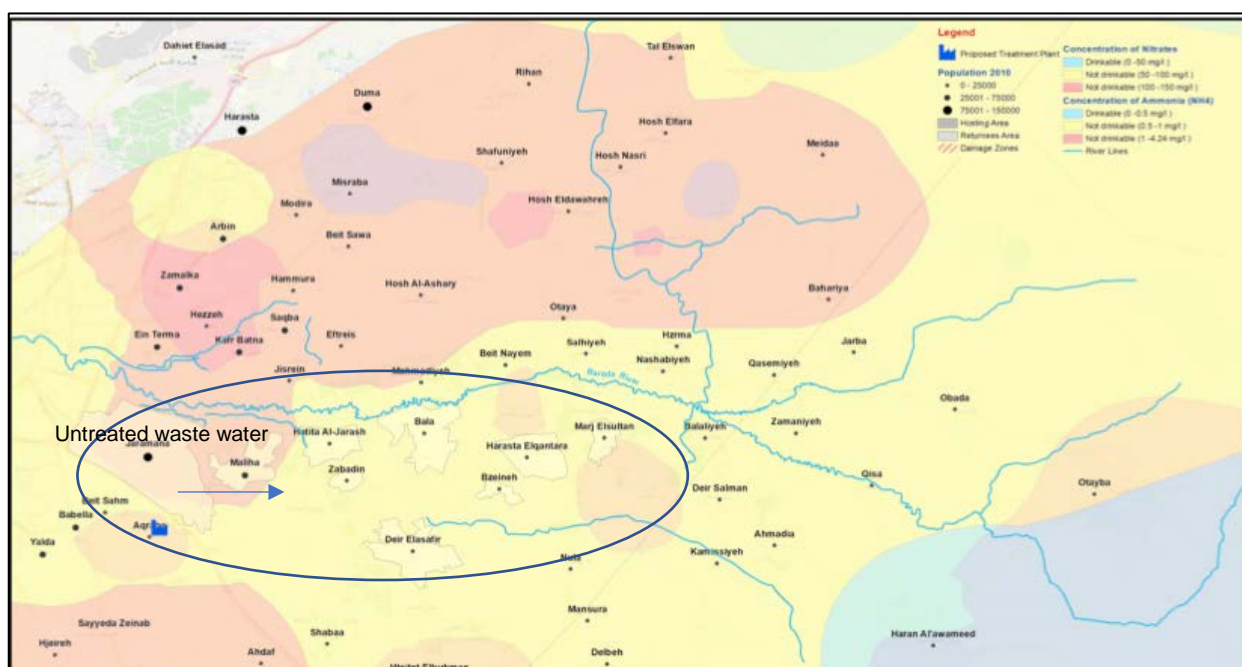 Legend
Proposed Treatment Plant
Population 2010
0 - 25000
25001 - 75000
75001 - 150000
Hosting Area
Returnees Area
Damage Zones
Concentration of Nitrates
Drinkable (0 -50 mg/l )
Not drinkable (50 -100 mg/l )
Not drinkable (100 -150 mg/l )
Concentration of Ammonia (NH4)
Drinkable (0 -0.5 mg/l )
Not drinkable (0.5 -1 mg/l )
Not drinkable (1 -4.24 mg/l )
River Lines
Dahiet Elasad
Tal Elswan
Rihan
Duma
Harasta
Hosh Elfara
Meidaa
Shafuniyeh
Hosh Nasri
Misraba
Modira
Hosh Eldawahreh
Arbin
Beit Sawa
Zamalka
Hammura
Hosh Al-Ashary
Bahariya
Hezzeh
Otaya
Saqba
Ein Terma
Kafr Batna
Eftreis
Hzrma
Salhiyeh
Jarba
Beit Nayem
Nashabiyeh
Qasemiyeh
Jisrein
Mahmadiyeh
Barada River
Obada
Untreated waste water
Hatita Al-Jarash
Bala
Marj Elsultan
Balaliyeh
Zamaniyeh
Jaramana
Harasta Elqantara
Maliha
Zabadin
Bzeineh
Qisa
Otayba
Deir Salman
Beit Sahm
Babella
Aqraba
Yalda
Deir Elasafir
Ahmadia
Nula
Kamissiyeh
Mansura
Sayyeda Zeinab
Shabaa
Haran Al'awameed
Hjeireh
Ahdaf
Delbeh